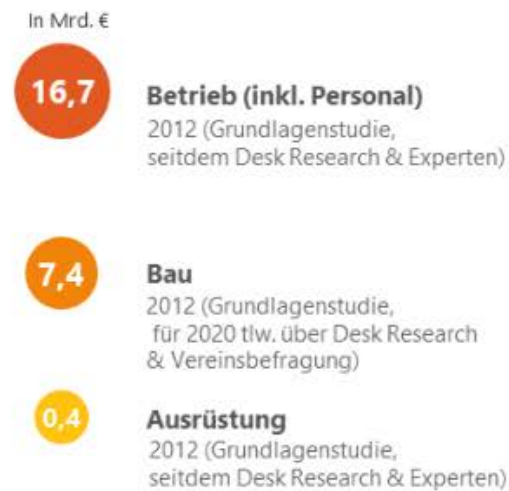 In Mrd. €
16,7
Betrieb (inkl. Personal)
2012 (Grundlagenstudie,
seitdem Desk Research & Experten)
7,4
Bau
2012 (Grundlagenstudie,
für 2020 tlw. über Desk Research
& Vereinsbefragung)
0,4
Ausrüstung
2012 (Grundlagenstudie,
seitdem Desk Research & Experten)